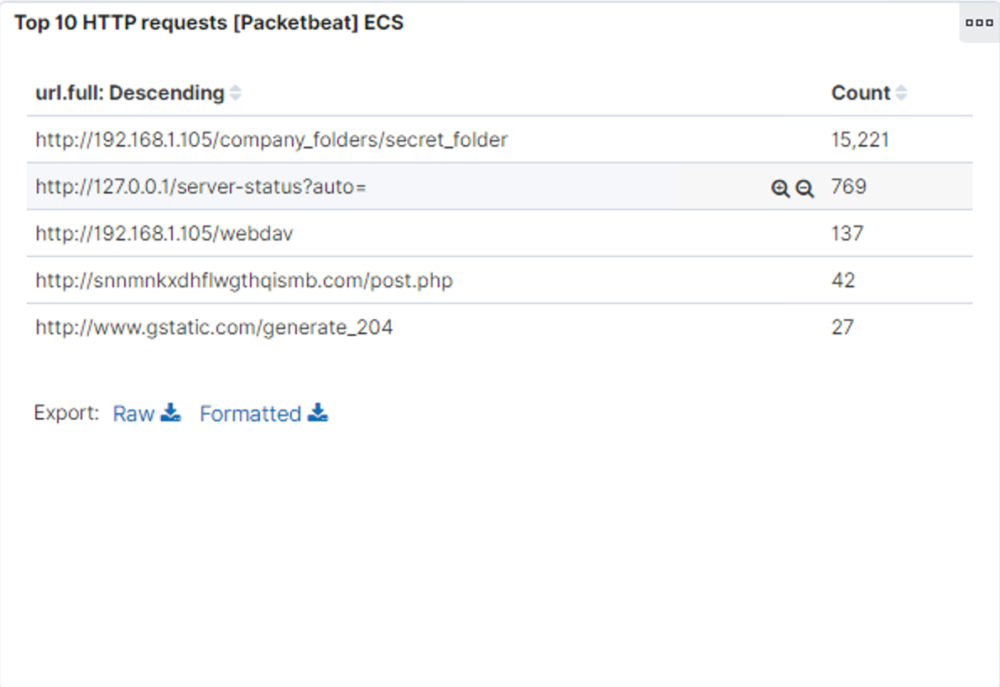 Top 10 HTTP requests [Packetbeat] ECS
url.full: Descending Count
http://192.168.1.105/company_folders/secret_folder 15,221
http://127.0.0.1/server-status?auto= 769
http://192.168.1.105/webdav 137
http://snnmnkxdhflwgthqismb.com/post.php 42
http://www.gstatic.com/generate_204 27
Export: Raw Formatted